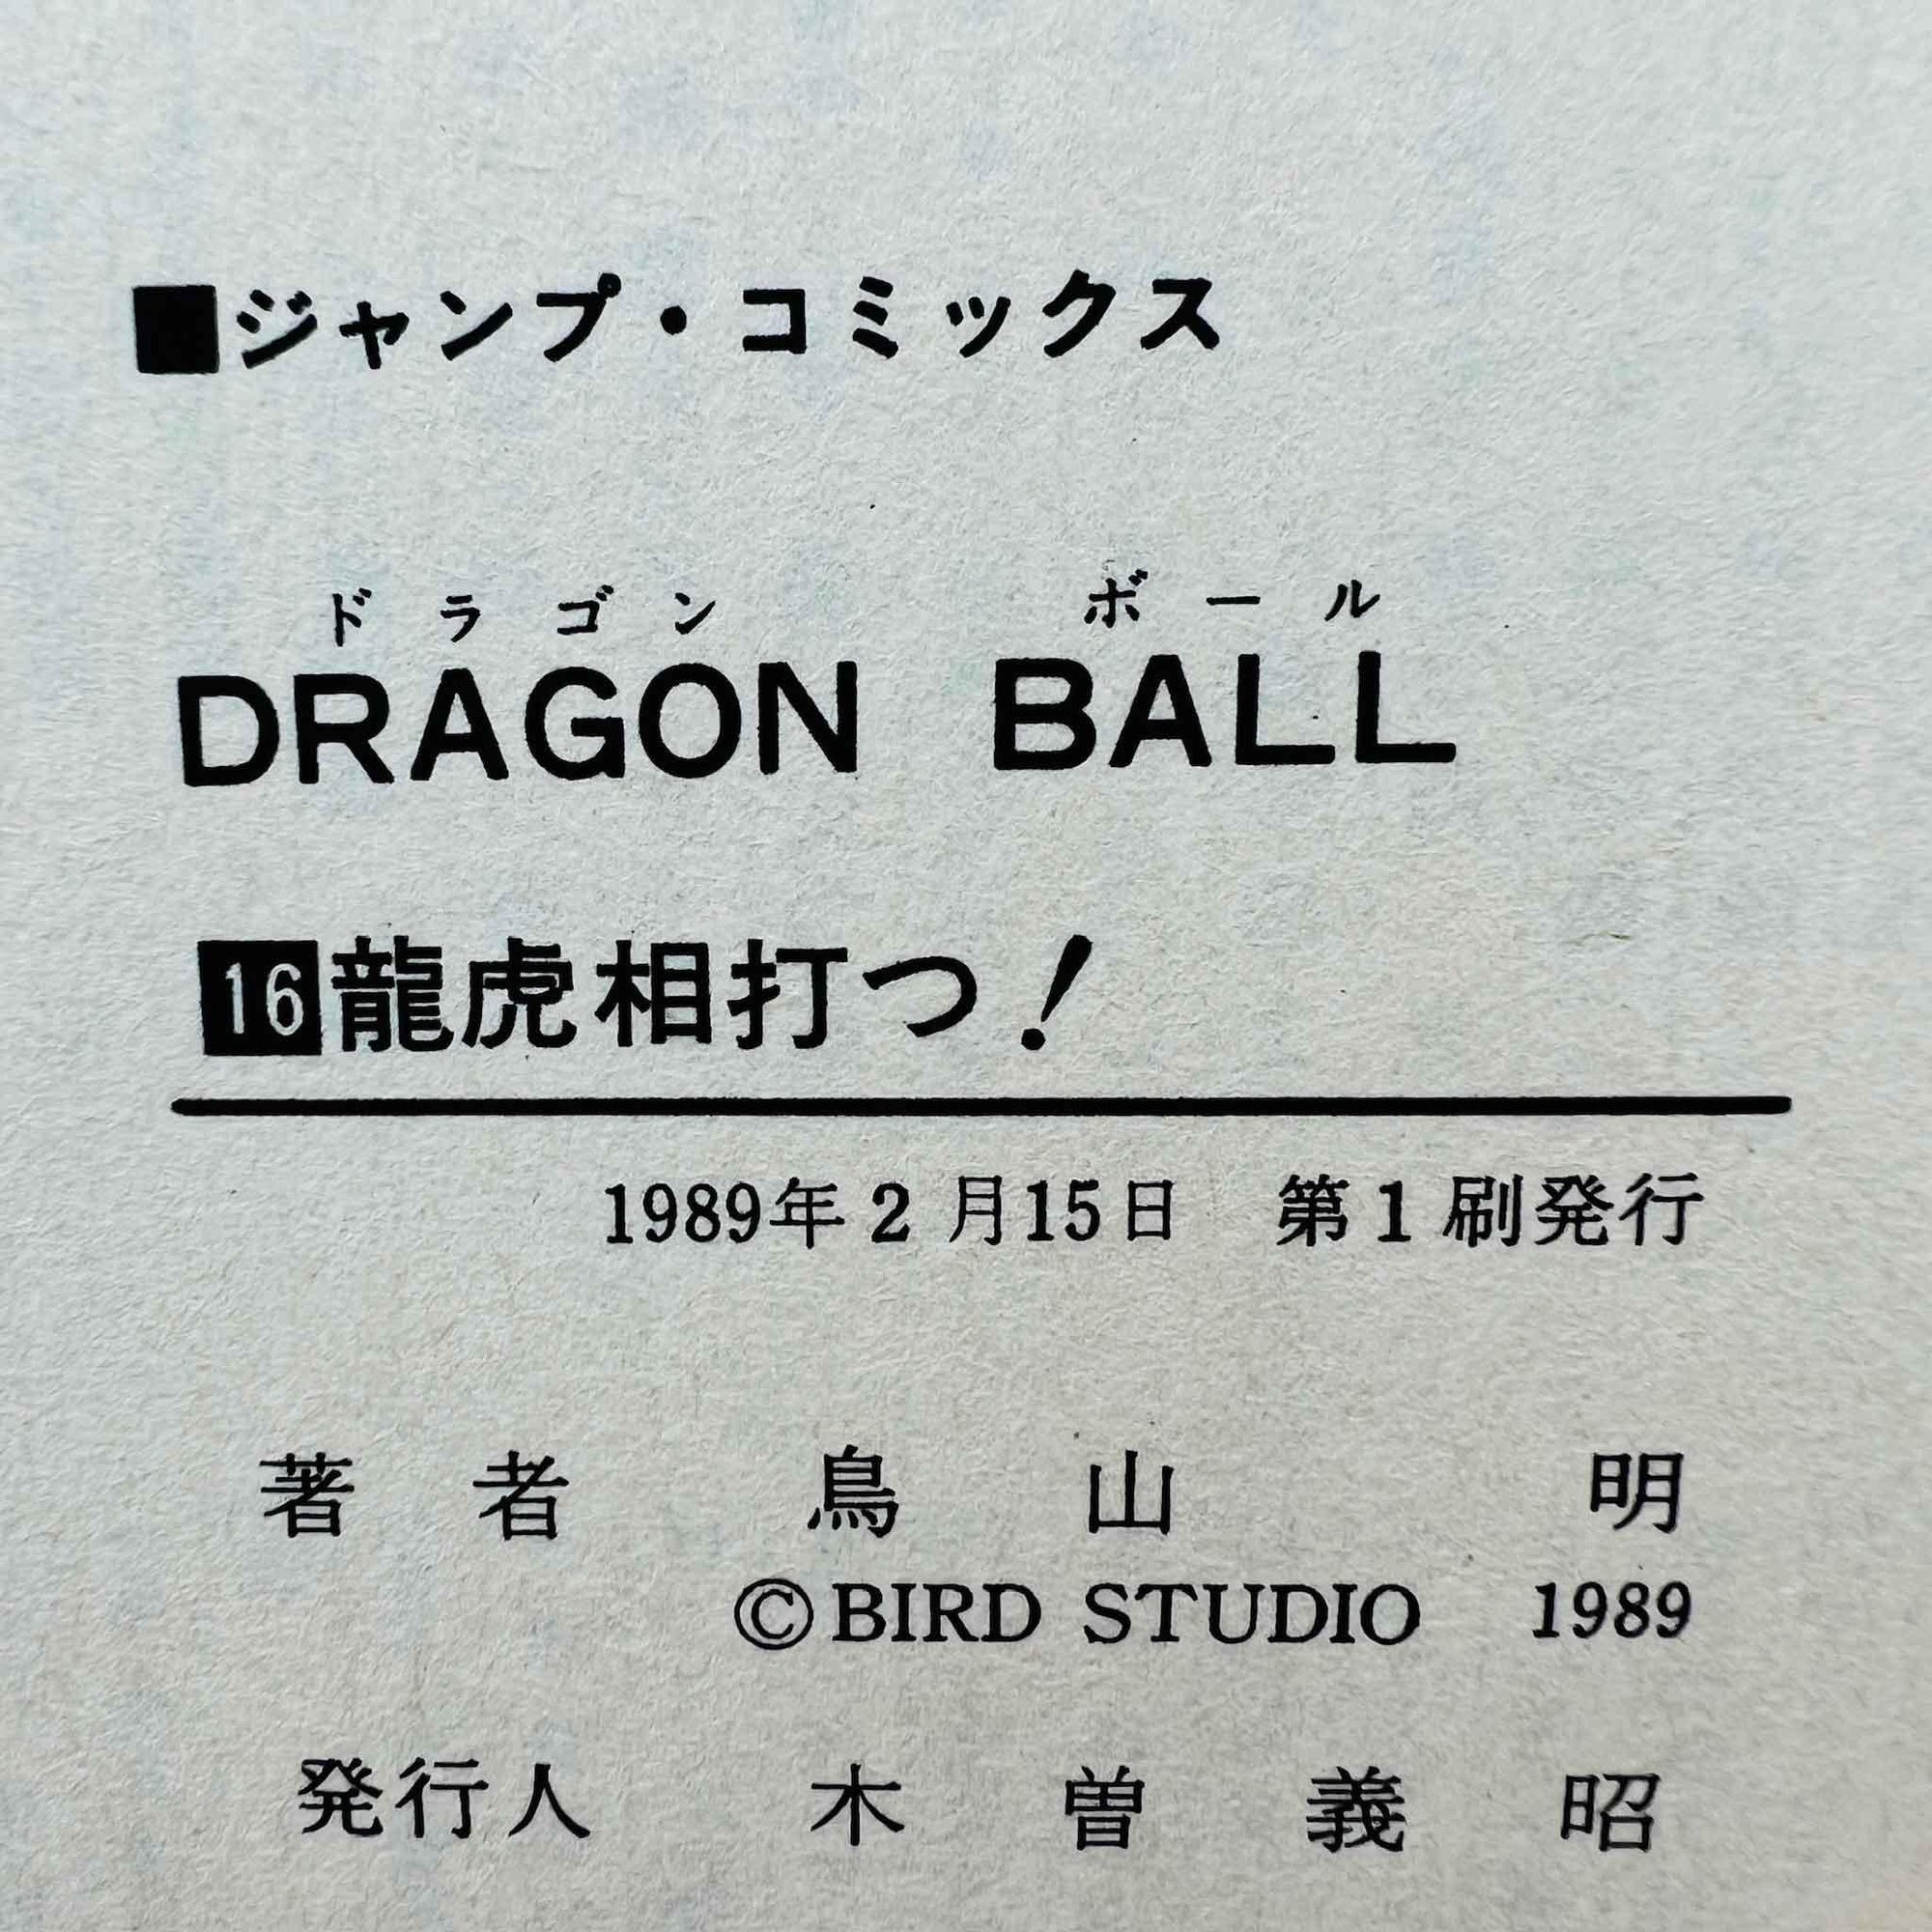 ■ジャンプ・コミックス
ドラゴン ボール
DRAGON BALL
16龍虎相打つ!
1989年2月15日 第1刷発行
著者 鳥山明
©BIRD STUDIO 1989
発行人 木曽義昭